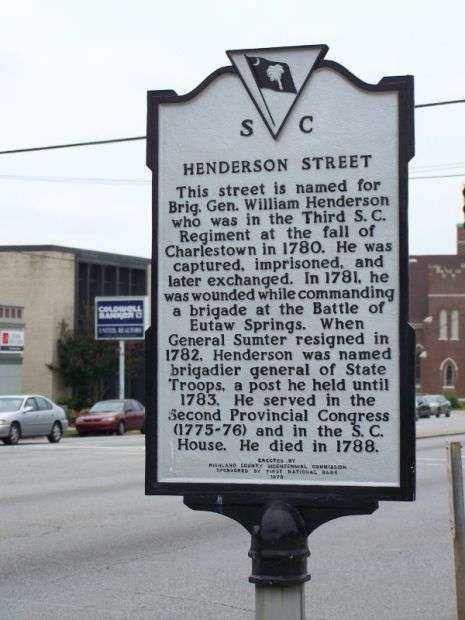 S C
HENDERSON STREET
This street is named for
Brig. Gen. William Henderson
who was in the Third S. C.
Regiment at the fall of
Charlestown in 1780. He was
captured, imprisoned, and
later exchanged. In 1781, he
was wounded while commanding
a brigade at the Battle of
Eutaw Springs. When
General Sumter resigned in
1782, Henderson was named
brigadier general of State
Troops, a post he held until
1783. He served in the
Second Provincial Congress
(1775-76) and in the S. C.
House. He died in 1788.
ERECTED BY
RICHLAND COUNTY BICENTENNIAL COMMISSION
SPONSORED BY FIRST NATIONAL BANK
COLDWELL
BANKER
UNITED, REALTORS